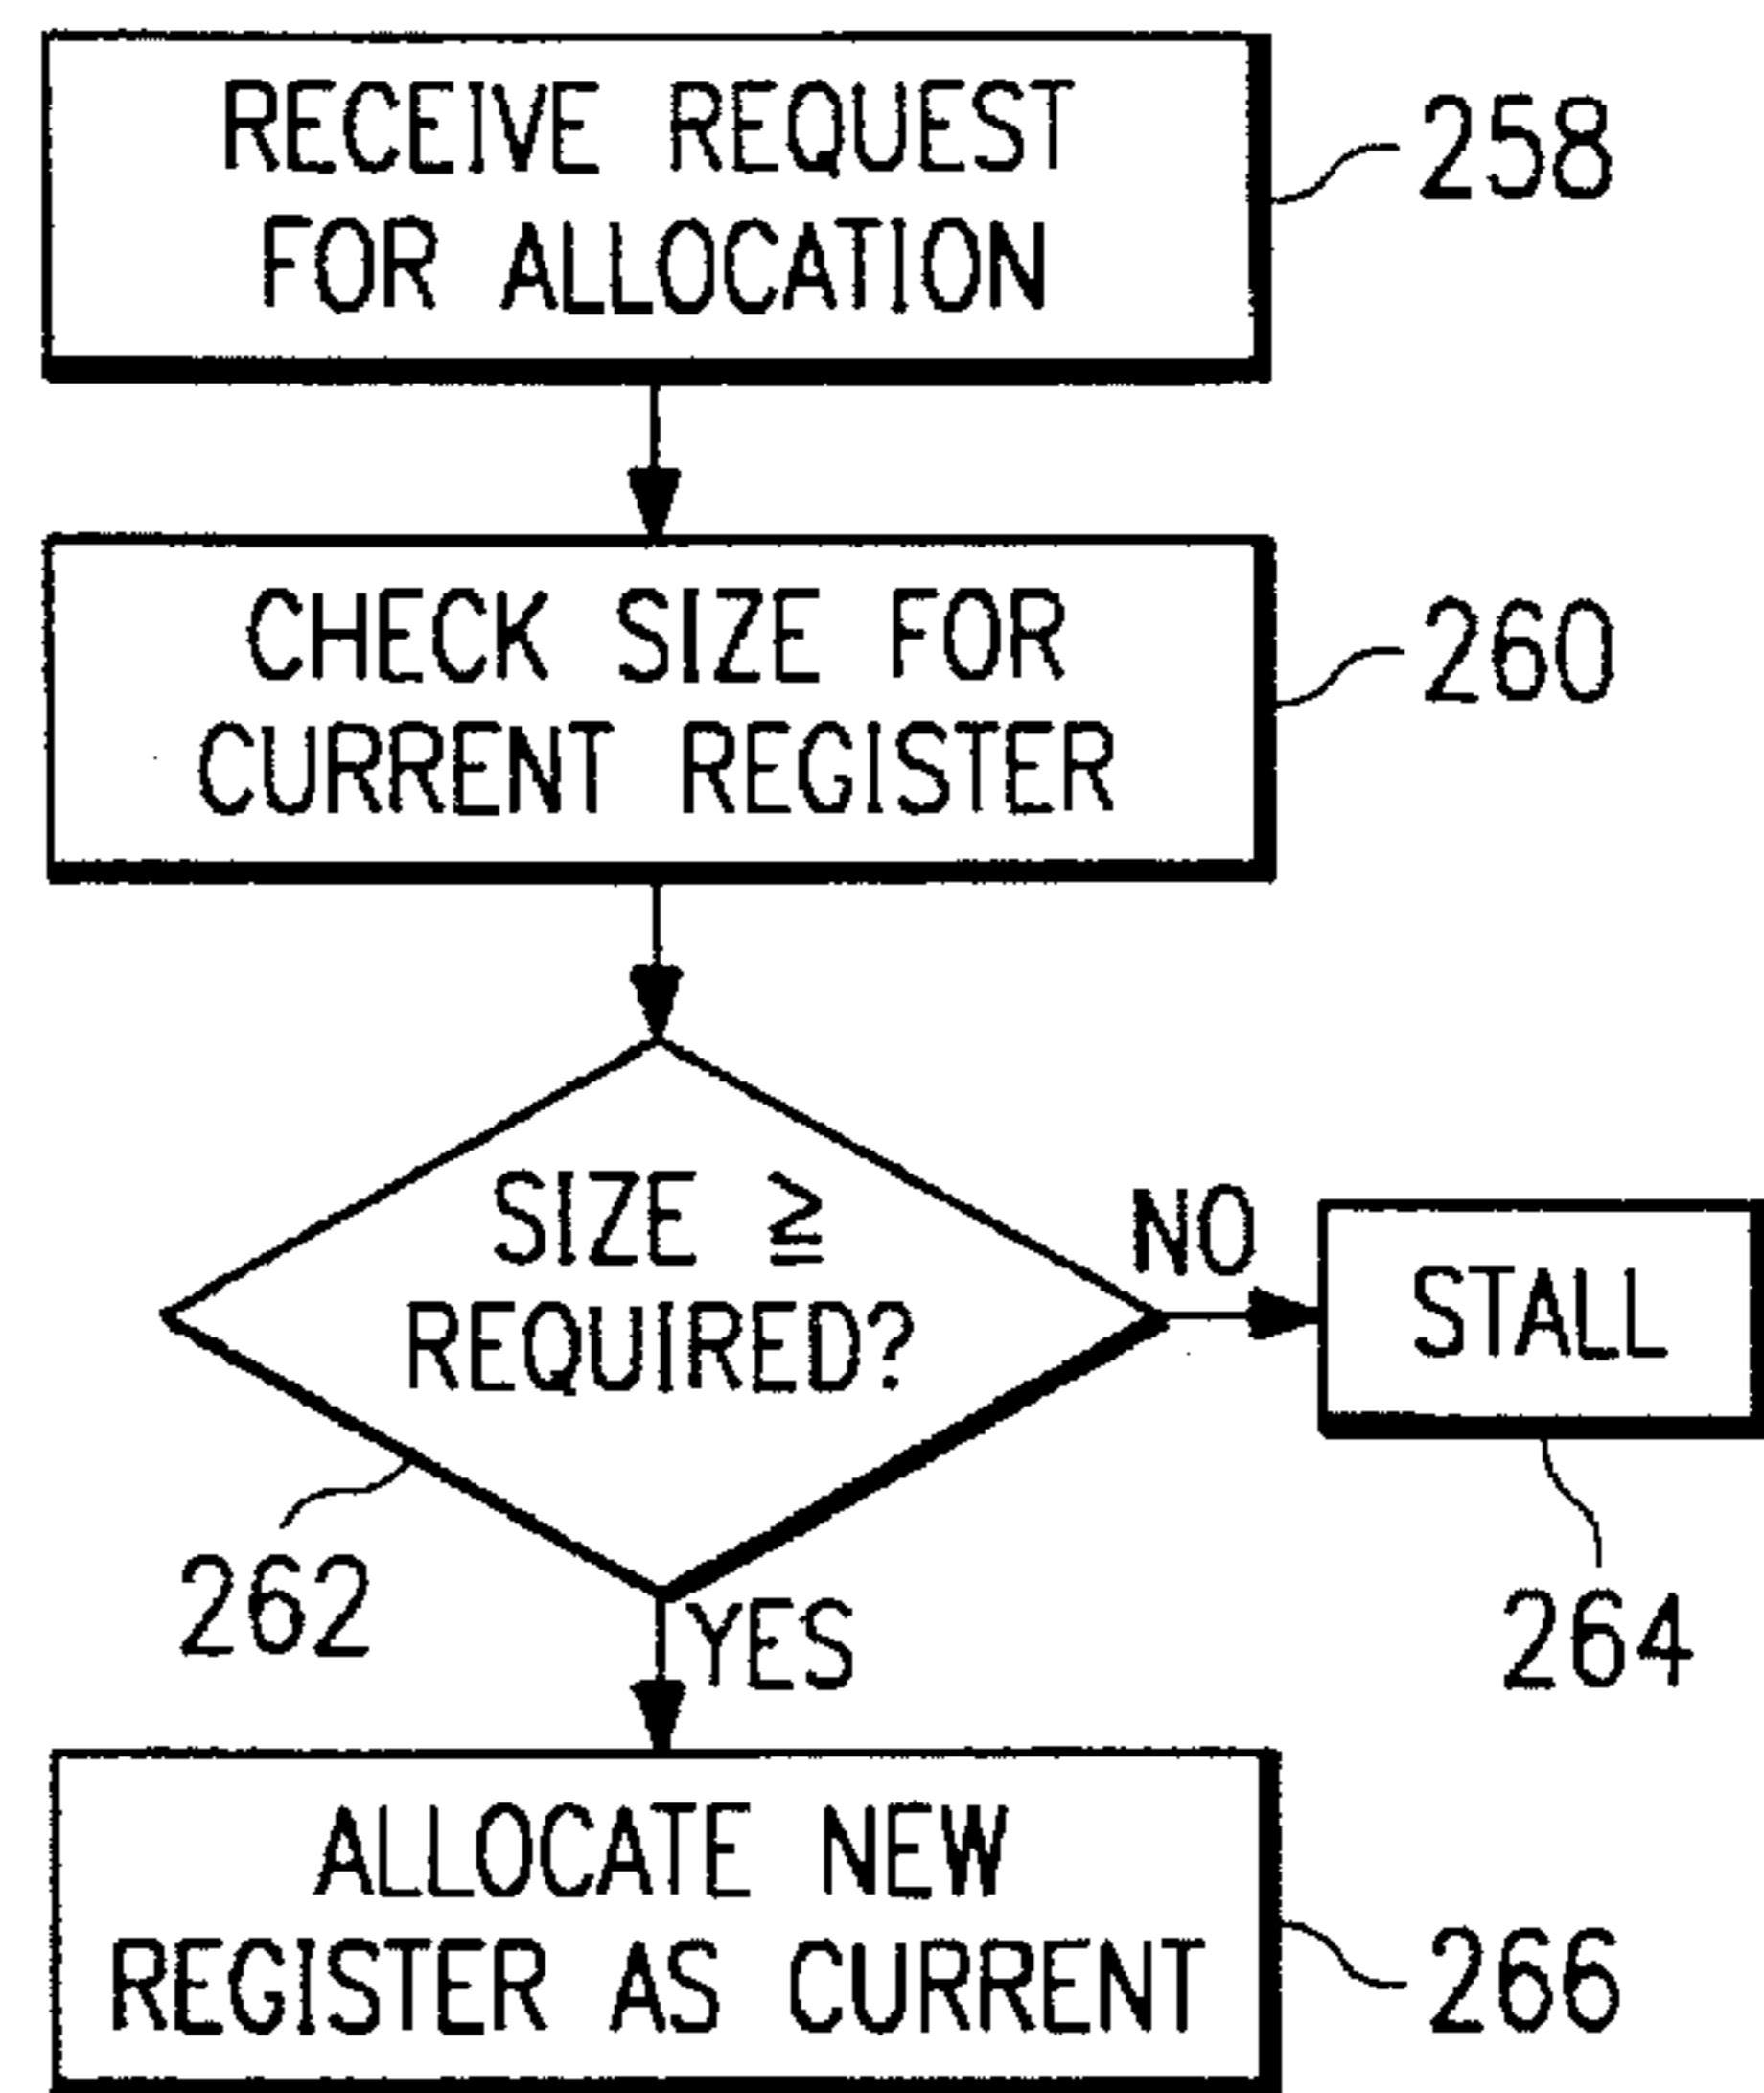 RECEIVE REQUEST
FOR ALLOCATION
258
CHECK SIZE FOR
CURRENT REGISTER
260
SIZE ≧
REQUIRED?
NO
STALL
262
264
YES
ALLOCATE NEW
REGISTER AS CURRENT
266